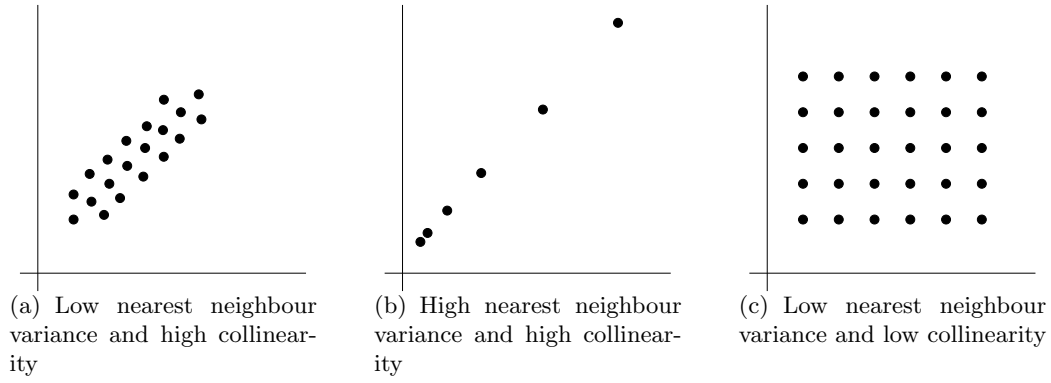 (a) Low nearest neighbour
variance and high collinear-
ity
(b) High nearest neighbour
variance and high collinear-
ity
(c) Low nearest neighbour
variance and low collinearity